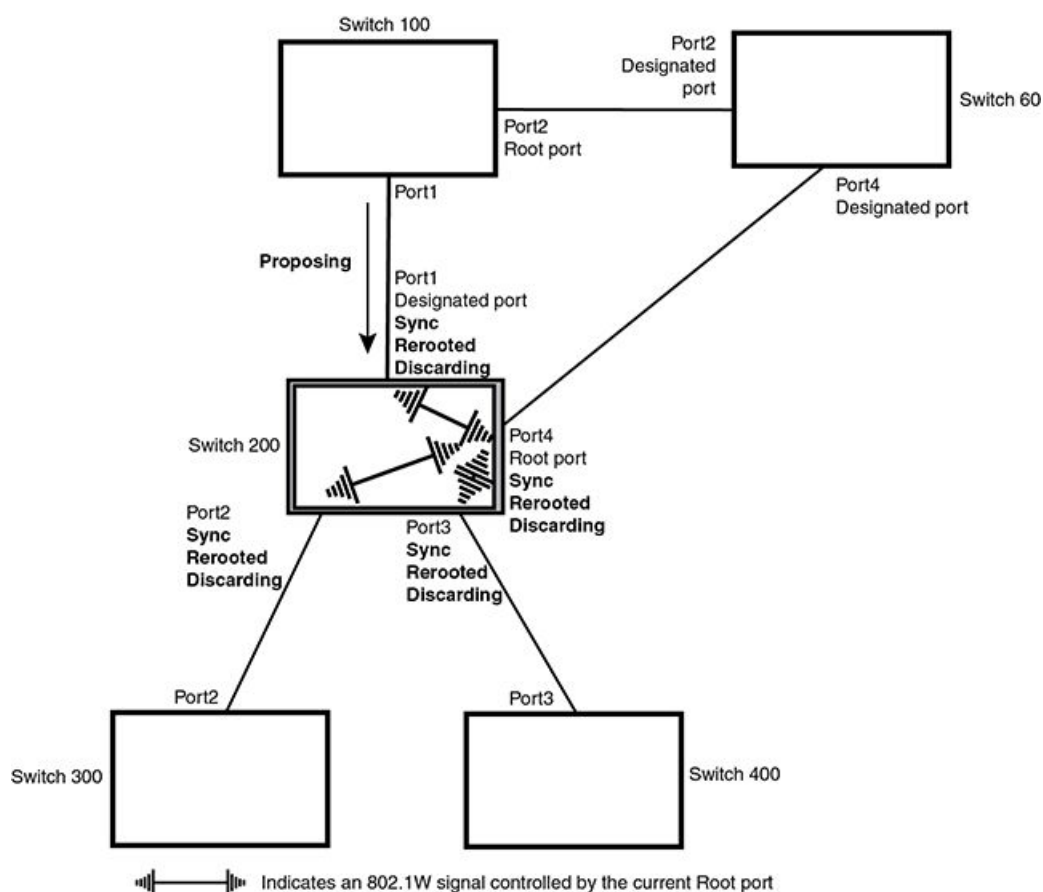 Switch 100
Port2
Designated
port
Switch 60
Port2
Root port
Port1
Port4
Designated port
Proposing
Port1
Designated port
Sync
Rerooted
Discarding
Switch 200
Port4
Root port
Sync
Rerooted
Discarding
Port2
Sync
Rerooted
Discarding
Port3
Sync
Rerooted
Discarding
Port2
Port3
Switch 300
Switch 400
Indicates an 802.1W signal controlled by the current Root port